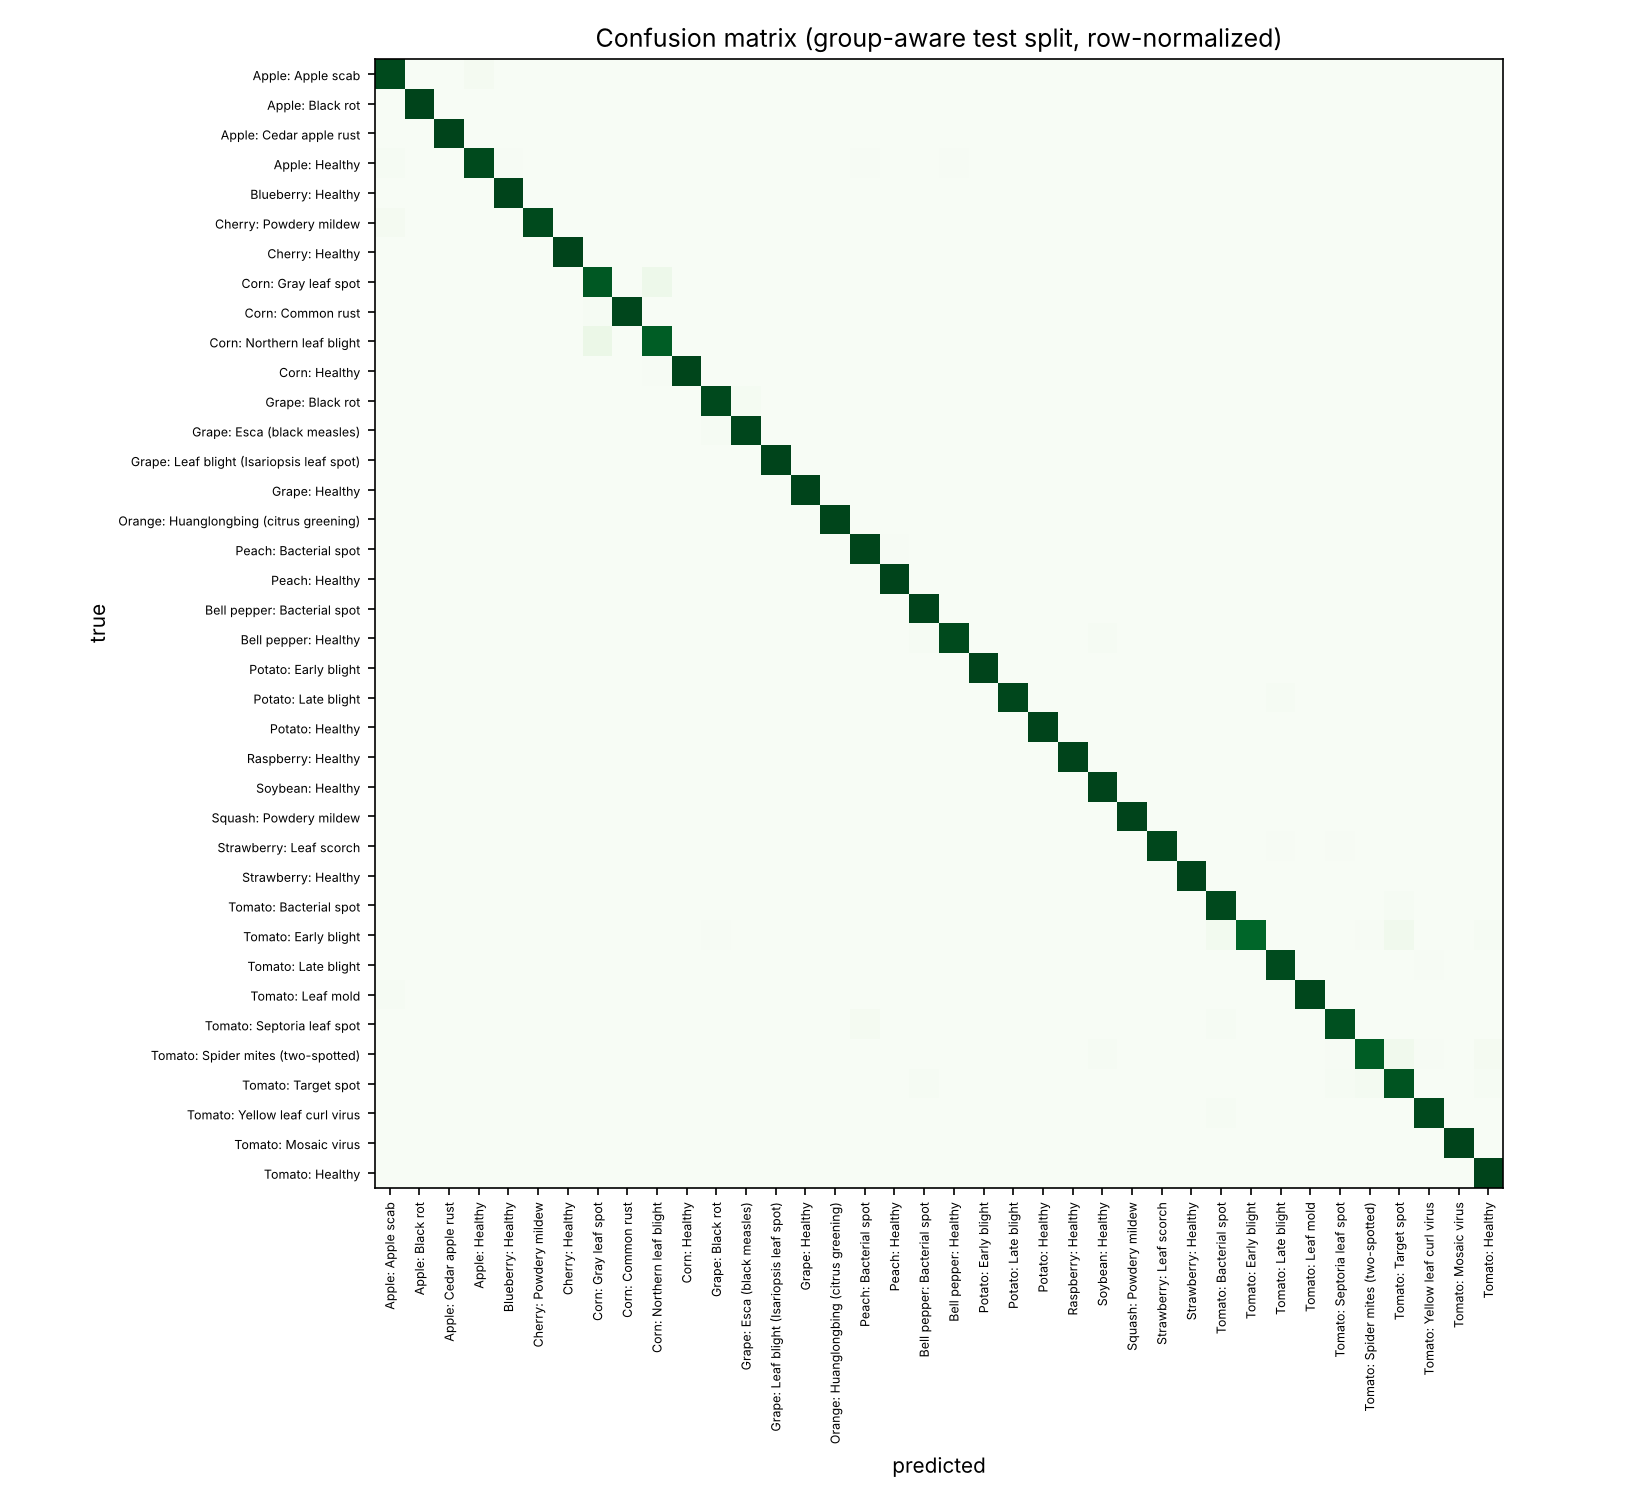 Confusion matrix (group-aware test split, row-normalized)
Apple: Apple scab
Apple: Black rot
Apple: Cedar apple rust
Apple: Healthy
Blueberry: Healthy
Cherry: Powdery mildew
Cherry: Healthy
Corn: Gray leaf spot
Corn: Common rust
Corn: Northern leaf blight
Corn: Healthy
Grape: Black rot
Grape: Esca (black measles)
Grape: Leaf blight (Isariopsis leaf spot)
Grape: Healthy
Orange: Huanglongbing (citrus greening)
Peach: Bacterial spot
Peach: Healthy
Bell pepper: Bacterial spot
Bell pepper: Healthy
Potato: Early blight
Potato: Late blight
Potato: Healthy
Raspberry: Healthy
Soybean: Healthy
Squash: Powdery mildew
Strawberry: Leaf scorch
Strawberry: Healthy
Tomato: Bacterial spot
Tomato: Early blight
Tomato: Late blight
Tomato: Leaf mold
Tomato: Septoria leaf spot
Tomato: Spider mites (two-spotted)
Tomato: Target spot
Tomato: Yellow leaf curl virus
Tomato: Mosaic virus
Tomato: Healthy
true
Apple: Apple scab
Apple: Black rot
Apple: Cedar apple rust
Apple: Healthy
Blueberry: Healthy
Cherry: Powdery mildew
Cherry: Healthy
Corn: Gray leaf spot
Corn: Common rust
Corn: Northern leaf blight
Corn: Healthy
Grape: Black rot
Grape: Esca (black measles)
Grape: Leaf blight (Isariopsis leaf spot)
Grape: Healthy
Orange: Huanglongbing (citrus greening)
Peach: Bacterial spot
Peach: Healthy
Bell pepper: Bacterial spot
Bell pepper: Healthy
Potato: Early blight
Potato: Late blight
Potato: Healthy
Raspberry: Healthy
Soybean: Healthy
Squash: Powdery mildew
Strawberry: Leaf scorch
Strawberry: Healthy
Tomato: Bacterial spot
Tomato: Early blight
Tomato: Late blight
Tomato: Leaf mold
Tomato: Septoria leaf spot
Tomato: Spider mites (two-spotted)
Tomato: Target spot
Tomato: Yellow leaf curl virus
Tomato: Mosaic virus
Tomato: Healthy
predicted